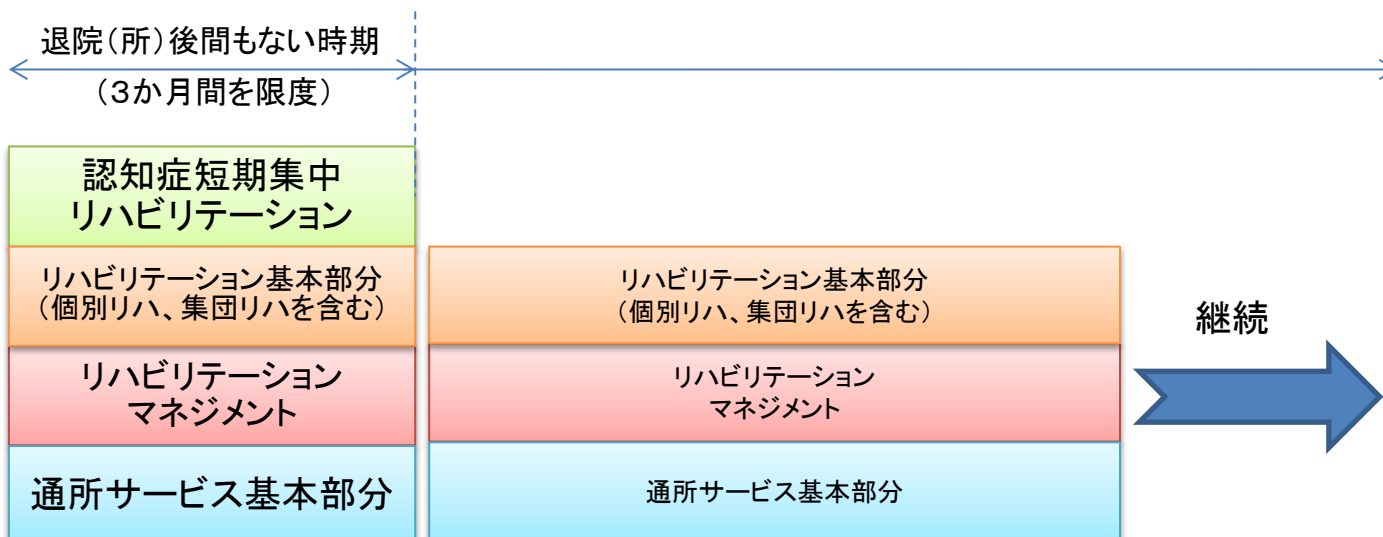 退院（所）後間もない時期
（３か月間を限度）
認知症短期集中
リハビリテーション
リハビリテーション基本部分
（個別リハ、集団リハを含む）
リハビリテーション
マネジメント
通所サービス基本部分
リハビリテーション基本部分
（個別リハ、集団リハを含む）
リハビリテーション
マネジメント
通所サービス基本部分
継続